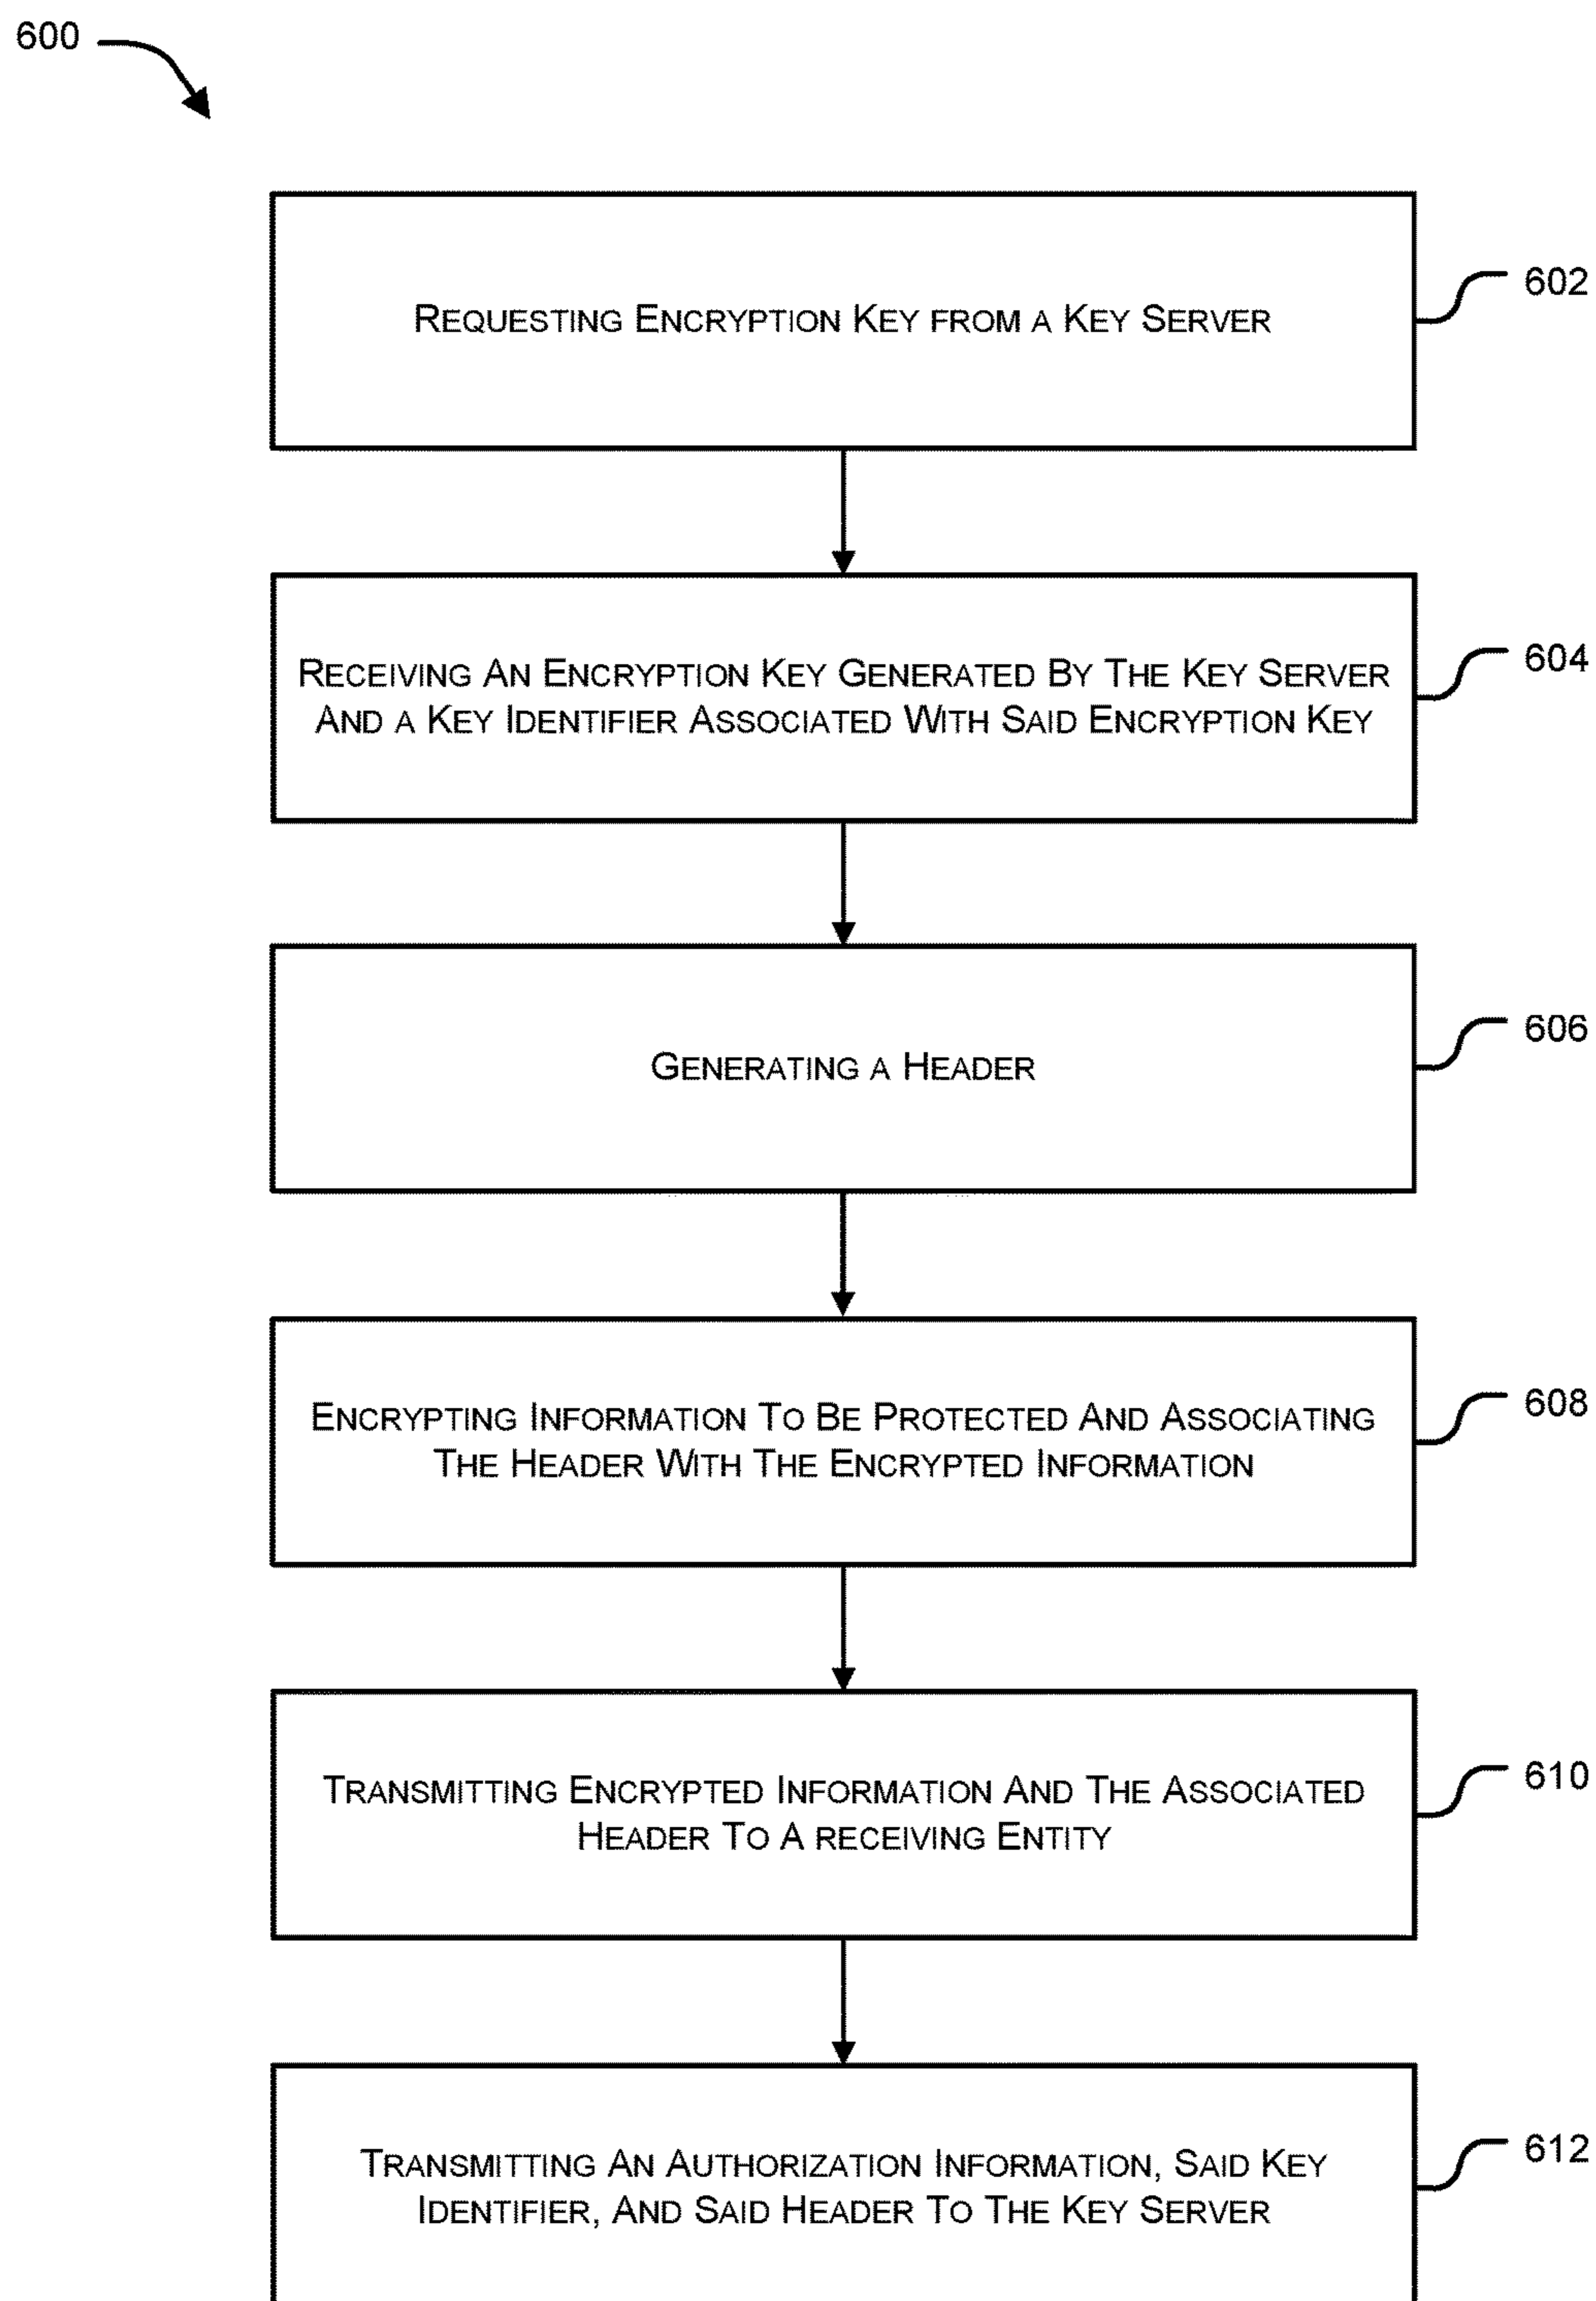 600
REQUESTING ENCRYPTION KEY FROM A KEY SERVER
602
RECEIVING AN ENCRYPTION KEY GENERATED BY THE KEY SERVER
AND A KEY IDENTIFIER ASSOCIATED WITH SAID ENCRYPTION KEY
604
GENERATING A HEADER
606
ENCRYPTING INFORMATION TO BE PROTECTED AND ASSOCIATING
THE HEADER WITH THE ENCRYPTED INFORMATION
608
TRANSMITTING ENCRYPTED INFORMATION AND THE ASSOCIATED
HEADER TO A RECEIVING ENTITY
610
TRANSMITTING AN AUTHORIZATION INFORMATION, SAID KEY
IDENTIFIER, AND SAID HEADER TO THE KEY SERVER
612